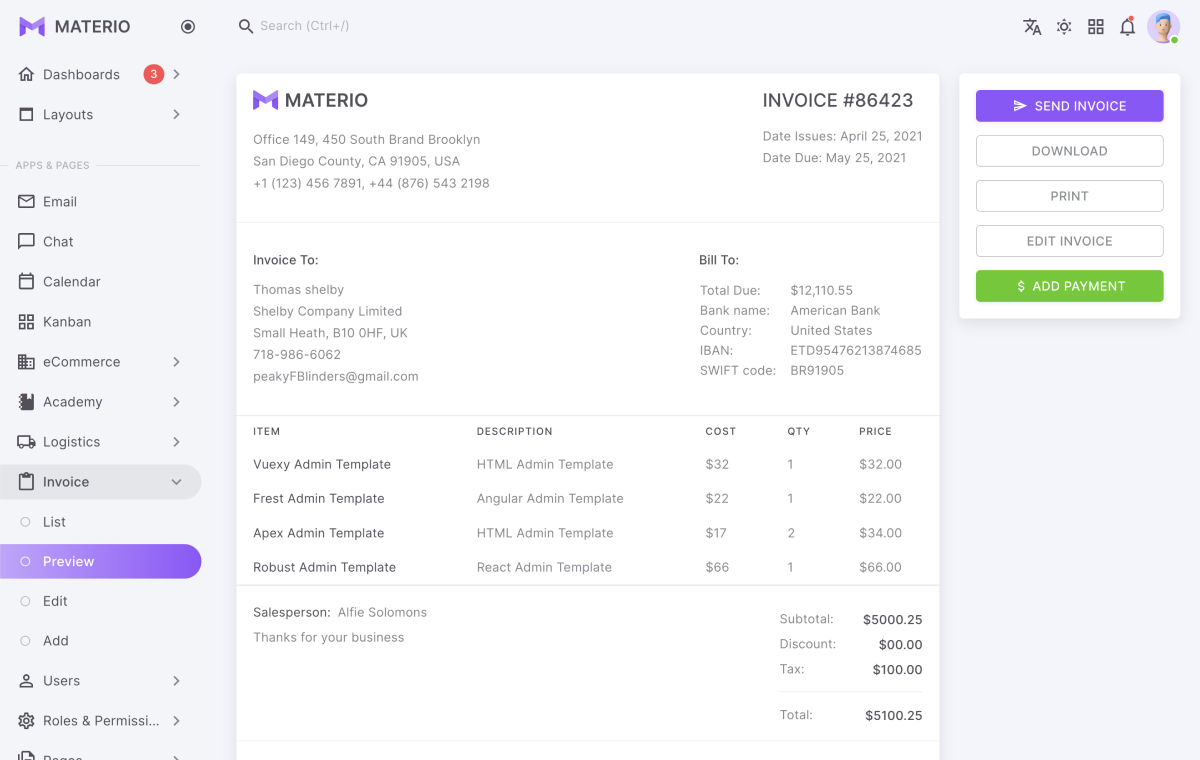 MATERIO
Search (Ctrl+/)
Dashboards 3
Layouts
APPS & PAGES
Email
Chat
Calendar
Kanban
eCommerce
Academy
Logistics
Invoice
List
Preview
Edit
Add
Users
Roles & Permissi...
Pages
MATERIO
Office 149, 450 South Brand Brooklyn
San Diego County, CA 91905, USA
+1 (123) 456 7891, +44 (876) 543 2198
INVOICE #86423
Date Issues: April 25, 2021
Date Due: May 25, 2021
Invoice To:
Thomas shelby
Shelby Company Limited
Small Heath, B10 0HF, UK
718-986-6062
peakyFBlinders@gmail.com
Bill To:
Total Due: $12,110.55
Bank name: American Bank
Country: United States
IBAN: ETD95476213874685
SWIFT code: BR91905
ITEM DESCRIPTION COST QTY PRICE
Vuexy Admin Template HTML Admin Template $32 1 $32.00
Frest Admin Template Angular Admin Template $22 1 $22.00
Apex Admin Template HTML Admin Template $17 2 $34.00
Robust Admin Template React Admin Template $66 1 $66.00
Salesperson: Alfie Solomons
Thanks for your business
Subtotal: $5000.25
Discount: $00.00
Tax: $100.00
Total: $5100.25
SEND INVOICE
DOWNLOAD
PRINT
EDIT INVOICE
$ ADD PAYMENT